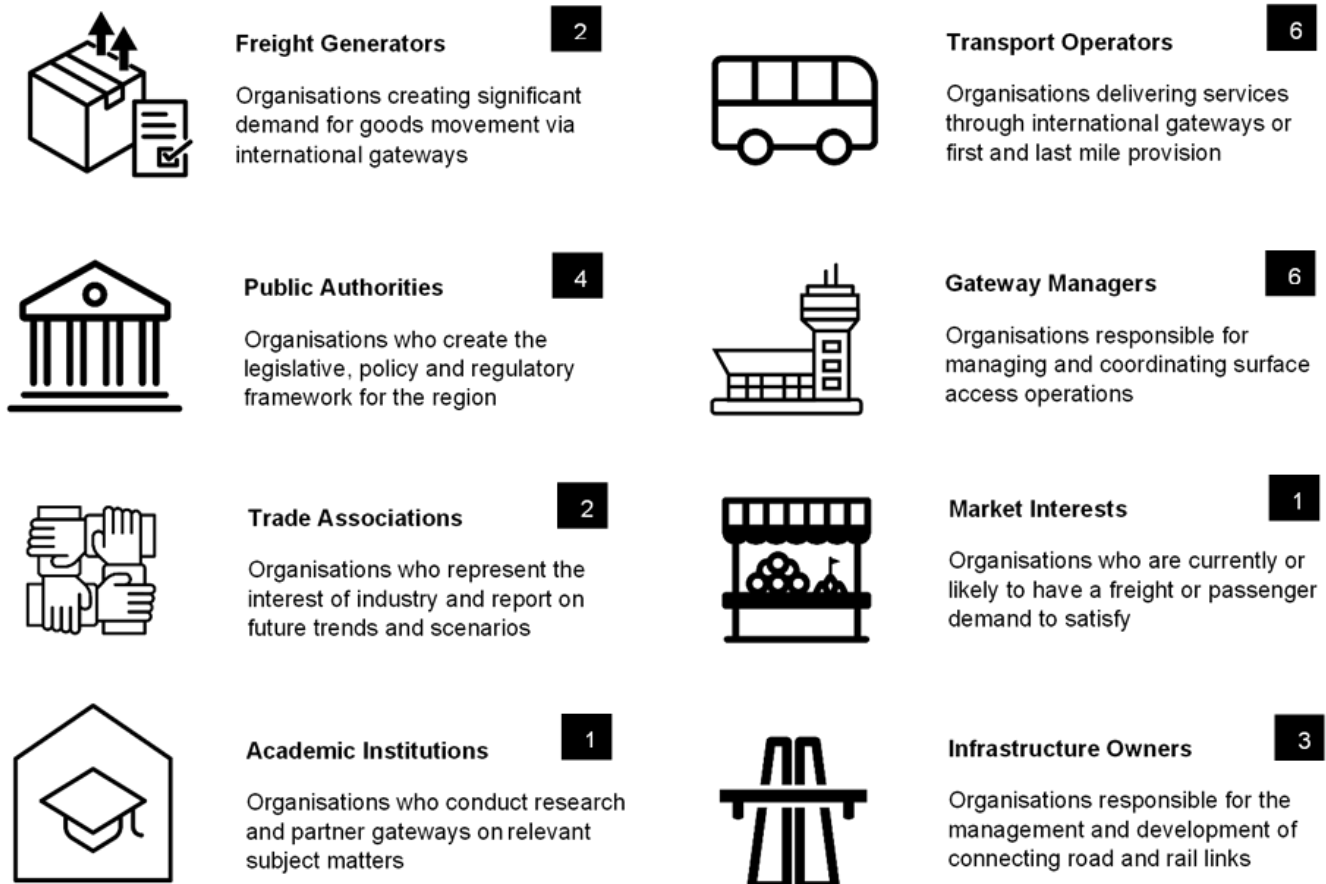 Freight Generators
2
Organisations creating significant
demand for goods movement via
international gateways
Transport Operators
6
Organisations delivering services
through international gateways or
first and last mile provision
Public Authorities
4
Organisations who create the
legislative, policy and regulatory
framework for the region
Gateway Managers
6
Organisations responsible for
managing and coordinating surface
access operations
Trade Associations
2
Organisations who represent the
interest of industry and report on
future trends and scenarios
Market Interests
1
Organisations who are currently or
likely to have a freight or passenger
demand to satisfy
Academic Institutions
1
Organisations who conduct research
and partner gateways on relevant
subject matters
Infrastructure Owners
3
Organisations responsible for the
management and development of
connecting road and rail links